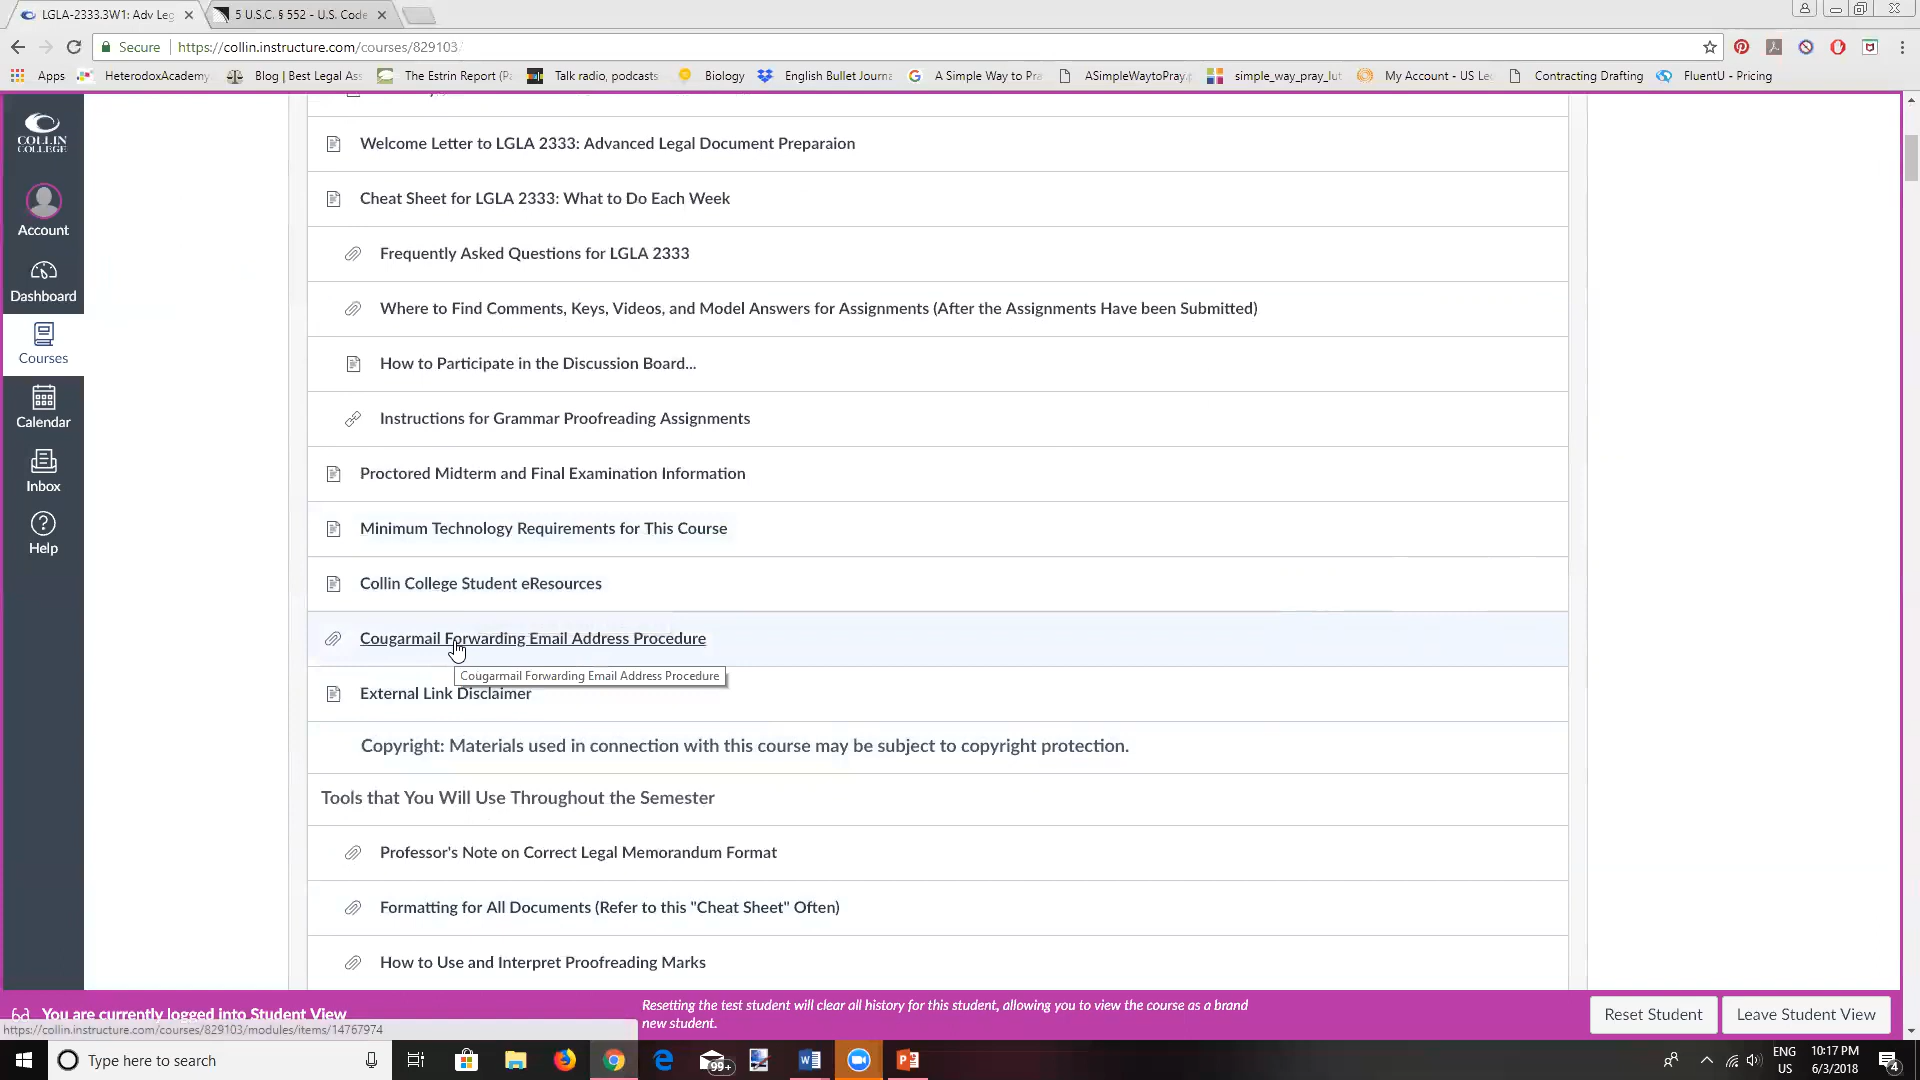 LGLA-2333.3W1: Adv Leg
5 U.S.C. § 552 - U.S. Code
Secure
https://collin.instructure.com/courses/829103
Apps
HeterodoxAcademy
Blog | Best Legal Ass
The Estrin Report (Pa
Talk radio, podcasts
Biology
English Bullet Journa
A Simple Way to Pra
ASimpleWaytoPray.p
simple_way_pray_lut
My Account - US Le
Contracting Drafting
FluentU - Pricing
COLLIN
COLLEGE
Account
Dashboard
Courses
Calendar
Inbox
Help
Welcome Letter to LGLA 2333: Advanced Legal Document Preparaion
Cheat Sheet for LGLA 2333: What to Do Each Week
Frequently Asked Questions for LGLA 2333
Where to Find Comments, Keys, Videos, and Model Answers for Assignments (After the Assignments Have been Submitted)
How to Participate in the Discussion Board...
Instructions for Grammar Proofreading Assignments
Proctored Midterm and Final Examination Information
Minimum Technology Requirements for This Course
Collin College Student eResources
Cougarmail Forwarding Email Address Procedure
Cougarmail Forwarding Email Address Procedure
External Link Disclaimer
Copyright: Materials used in connection with this course may be subject to copyright protection.
Tools that You Will Use Throughout the Semester
Professor's Note on Correct Legal Memorandum Format
Formatting for All Documents (Refer to this "Cheat Sheet" Often)
How to Use and Interpret Proofreading Marks
You are currently logged into Student View
Resetting the test student will clear all history for this student, allowing you to view the course as a brand
new student.
Reset Student
Leave Student View
https://collin.instructure.com/courses/829103/modules/items/14767974
Type here to search
99+
ENG
US
10:17 PM
6/3/2018
4